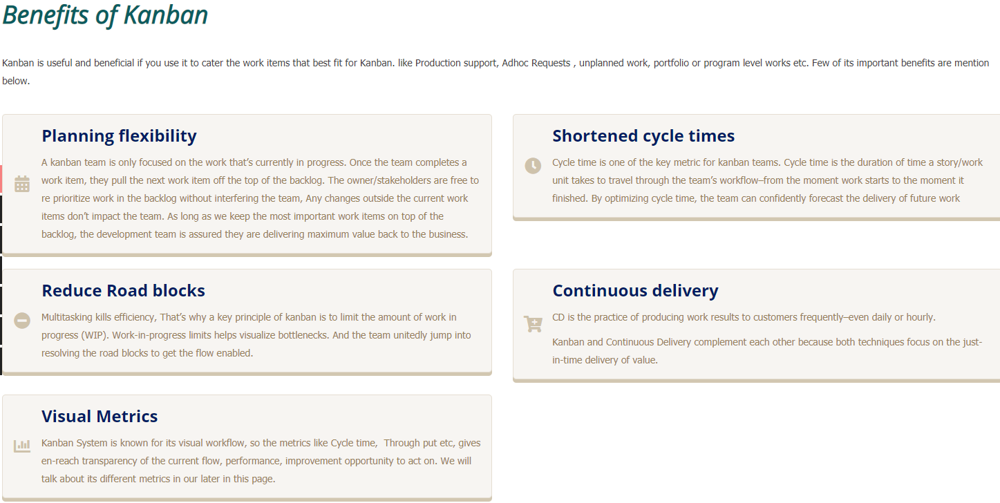 Benefits of Kanban
Kanban is useful and beneficial if you use it to cater the work items that best fit for Kanban. like Production support, Adhoc Requests , unplanned work, portfolio or program level works etc. Few of its important benefits are mention
below.
Planning flexibility
A kanban team is only focused on the work that’s currently in progress. Once the team completes a
work item, they pull the next work item off the top of the backlog. The owner/stakeholders are free to
re prioritize work in the backlog without interfering the team, Any changes outside the current work
items don’t impact the team. As long as we keep the most important work items on top of the
backlog, the development team is assured they are delivering maximum value back to the business.
Shortened cycle times
Cycle time is one of the key metric for kanban teams. Cycle time is the duration of time a story/work
unit takes to travel through the team’s workflow–from the moment work starts to the moment it
finished. By optimizing cycle time, the team can confidently forecast the delivery of future work
Reduce Road blocks
Multitasking kills efficiency, That’s why a key principle of kanban is to limit the amount of work in
progress (WIP). Work-in-progress limits helps visualize bottlenecks. And the team unitedly jump into
resolving the road blocks to get the flow enabled.
Continuous delivery
CD is the practice of producing work results to customers frequently–even daily or hourly.
Kanban and Continuous Delivery complement each other because both techniques focus on the just-
in-time delivery of value.
Visual Metrics
Kanban System is known for its visual workflow, so the metrics like Cycle time,  Through put etc, gives
en-reach transparency of the current flow, performance, improvement opportunity to act on. We will
talk about its different metrics in our later in this page.